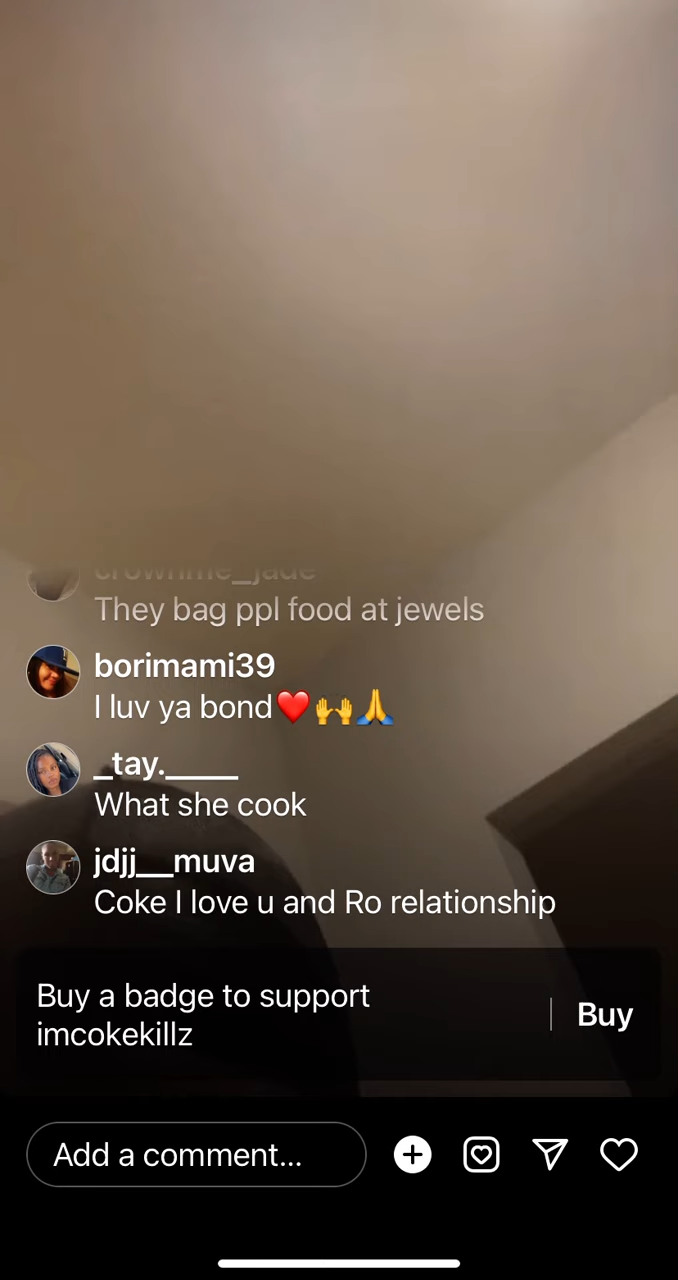 crownme_jade
They bag ppl food at jewels
borimami39
I luv ya bond❤️🙌🙏
_tay._____
What she cook
jdjj__muva
Coke I love u and Ro relationship
Buy a badge to support
imcokekillz
Buy
Add a comment...